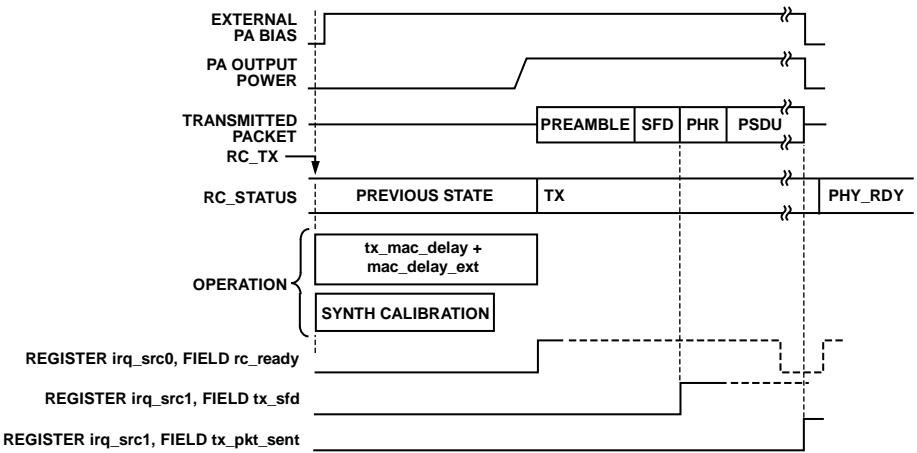 EXTERNAL
PA BIAS
PA OUTPUT
POWER
TRANSMITTED
PACKET
PREAMBLE SFD PHR PSDU
RC_TX
RC_STATUS PREVIOUS STATE TX PHY_RDY
tx_mac_delay +
mac_delay_ext
OPERATION
SYNTH CALIBRATION
REGISTER irq_src0, FIELD rc_ready
REGISTER irq_src1, FIELD tx_sfd
REGISTER irq_src1, FIELD tx_pkt_sent